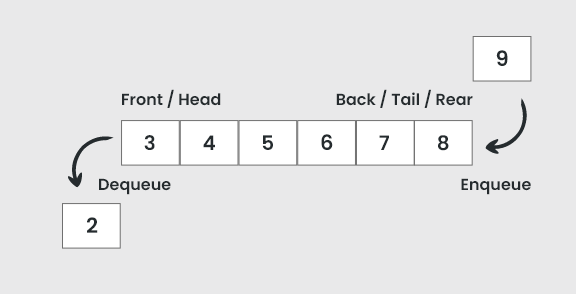 9
Front / Head
Back / Tail / Rear
3 4 5 6 7 8
Dequeue
Enqueue
2